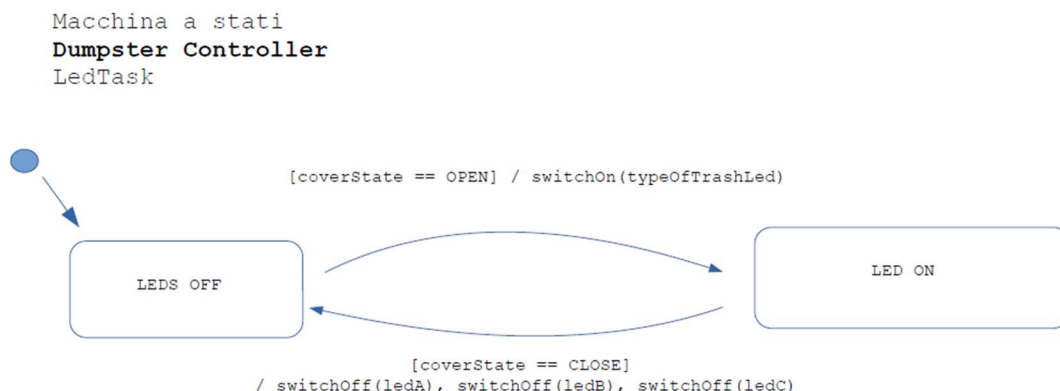 Macchina a stati
Dumpster Controller
LedTask
[coverState == OPEN] / switchOn(typeOfTrashLed)
LEDS OFF
LED ON
[coverState == CLOSE]
/ switchOff(ledA), switchOff(ledB), switchOff(ledC)